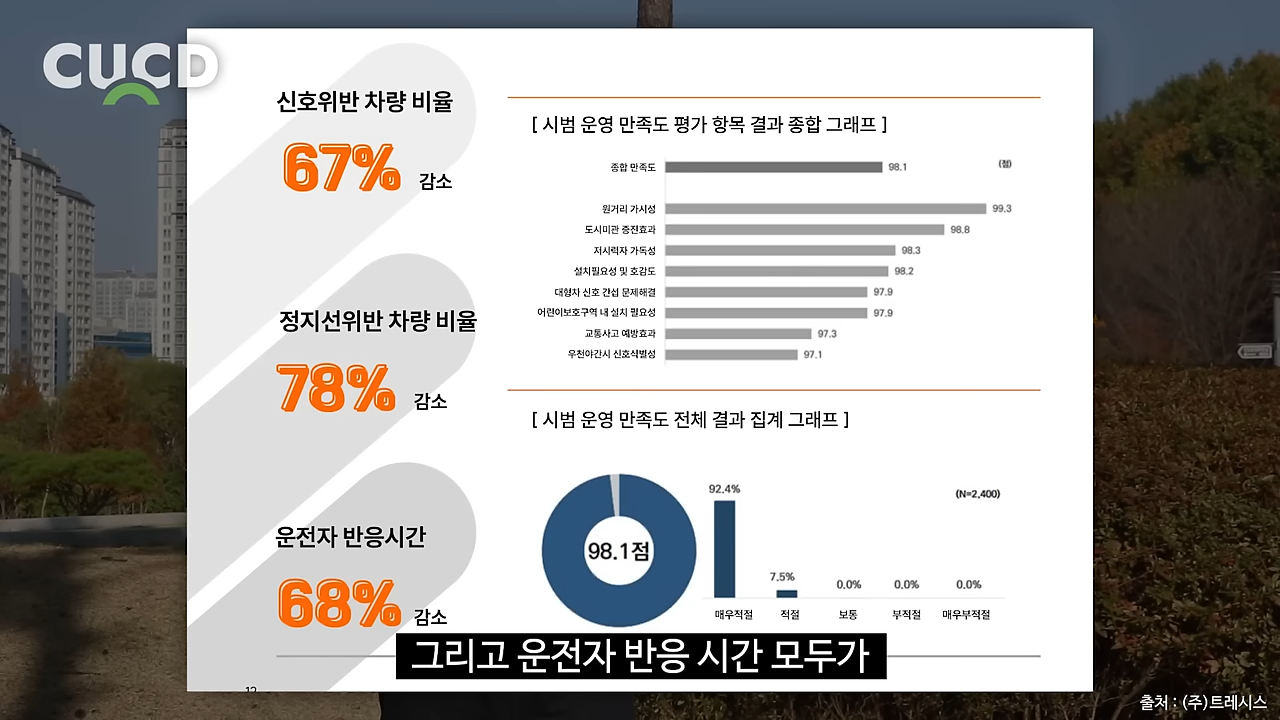 CUCD
신호위반 차량 비율
67% 감소
정지선위반 차량 비율
78% 감소
운전자 반응시간
68% 감소
[ 시범 운영 만족도 평가 항목 결과 종합 그래프 ]
(점)
종합 만족도 98.1
원거리 가시성 99.3
도시미관 증진효과 98.8
저시력자 가독성 98.3
설치필요성 및 호감도 98.2
대형차 신호 간섭 문제해결 97.9
어린이보호구역 내 설치 필요성 97.9
교통사고 예방효과 97.3
우천야간시 신호식별성 97.1
[ 시범 운영 만족도 전체 결과 집계 그래프 ]
98.1점
(N=2,400)
92.4% 7.5% 0.0% 0.0% 0.0%
매우적절 적절 보통 부적절 매우부적절
그리고 운전자 반응 시간 모두가
출처 : (주)트레시스